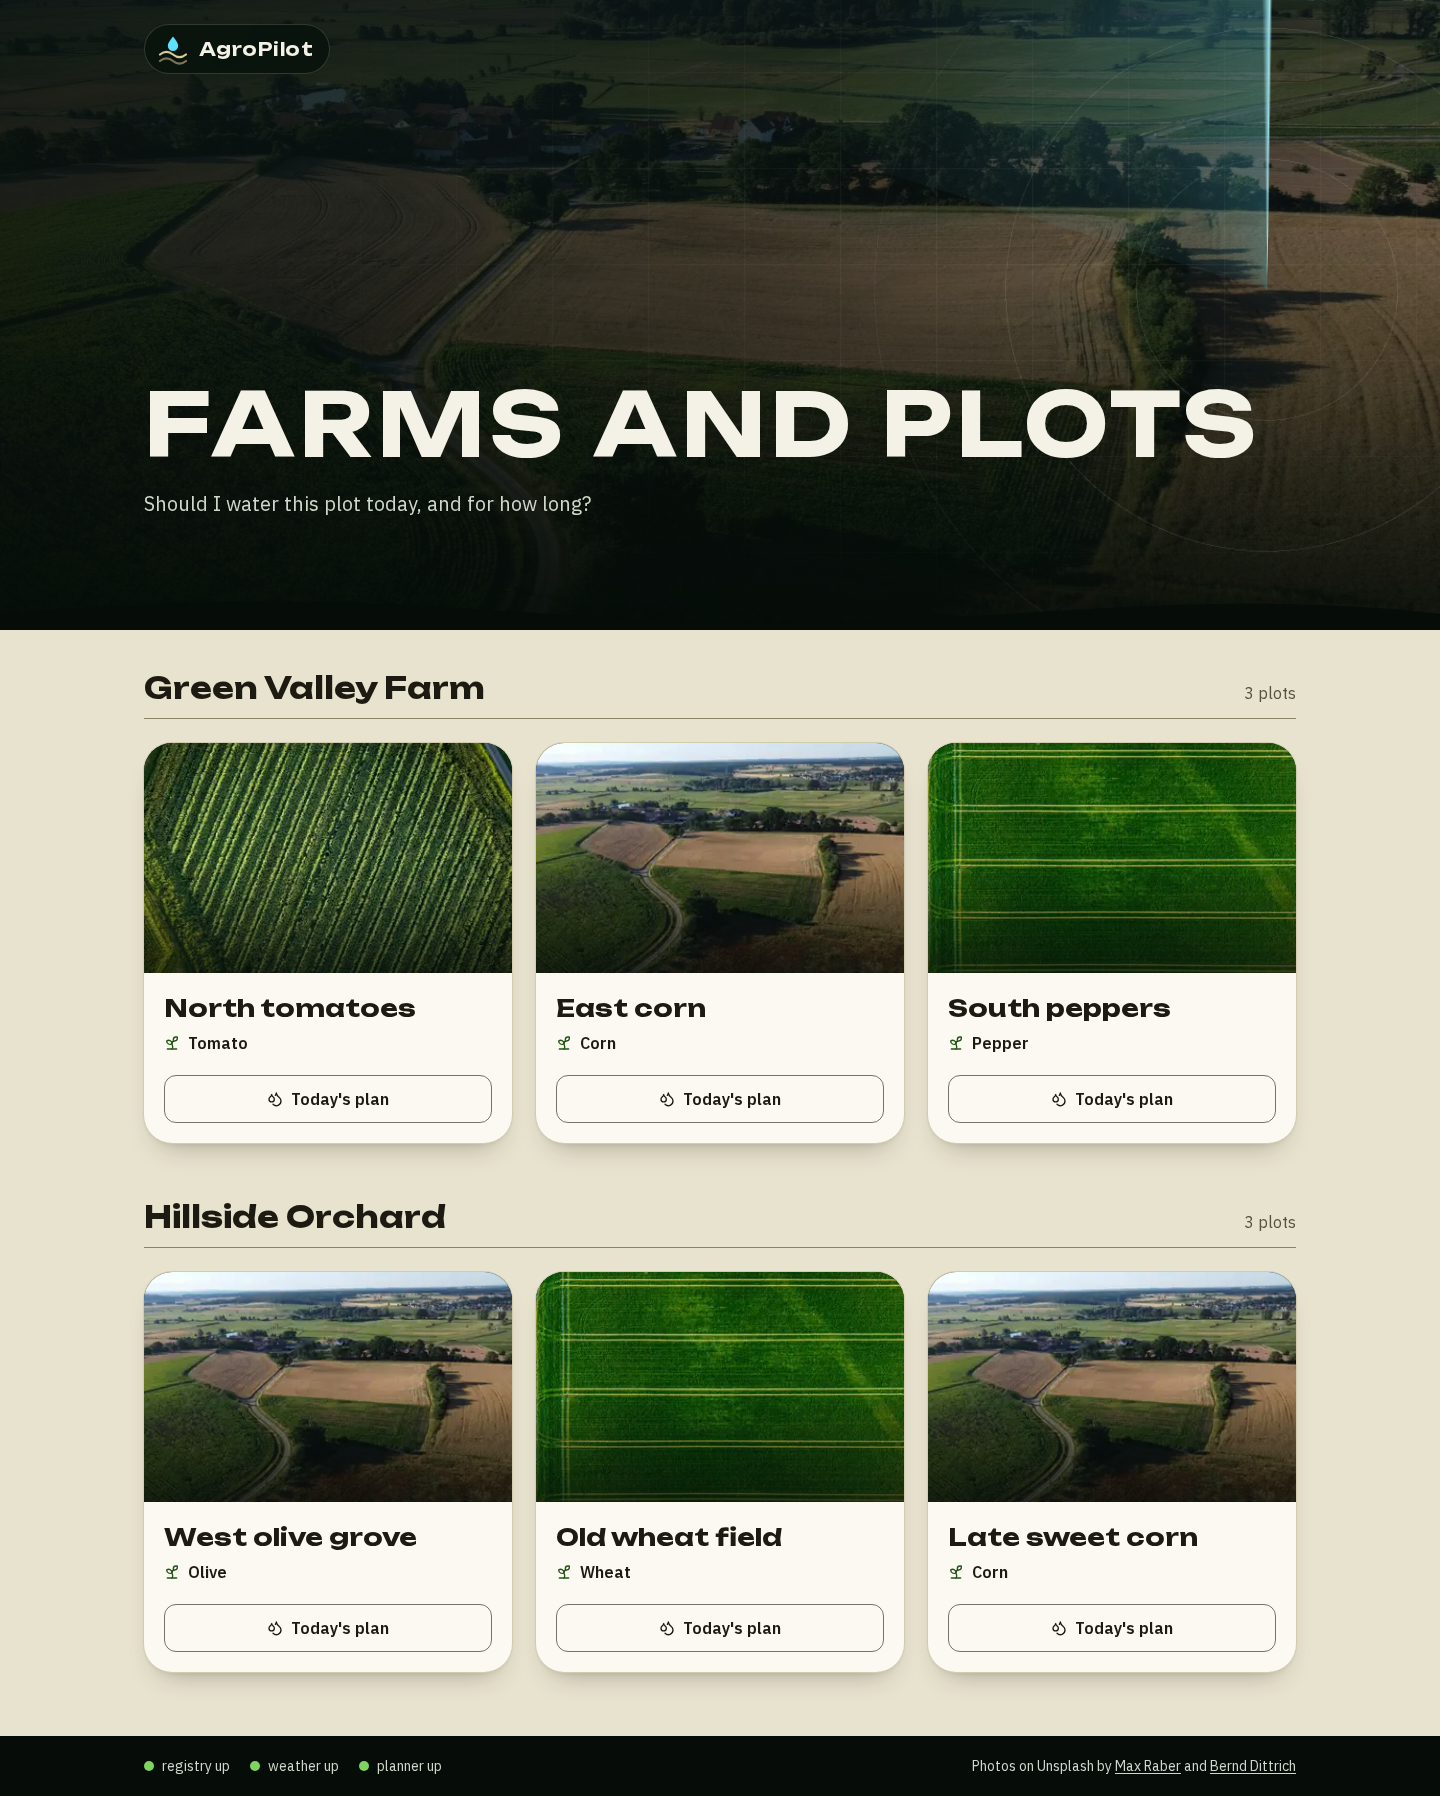 AgroPilot
FARMS AND PLOTS
Should I water this plot today, and for how long?
Green Valley Farm
3 plots
North tomatoes
Tomato
Today's plan
East corn
Corn
Today's plan
South peppers
Pepper
Today's plan
Hillside Orchard
3 plots
West olive grove
Olive
Today's plan
Old wheat field
Wheat
Today's plan
Late sweet corn
Corn
Today's plan
registry up
weather up
planner up
Photos on Unsplash by Max Raber and Bernd Dittrich